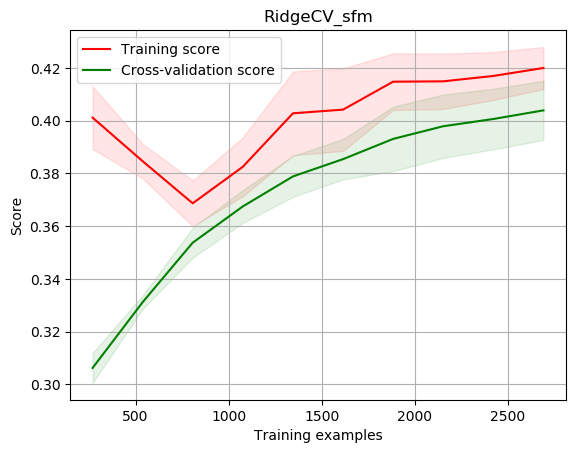 RidgeCV_sfm
Training score
Cross-validation score
0.42
0.40
0.38
0.36
0.34
0.32
0.30
Score
500
1000
1500
2000
2500
Training examples